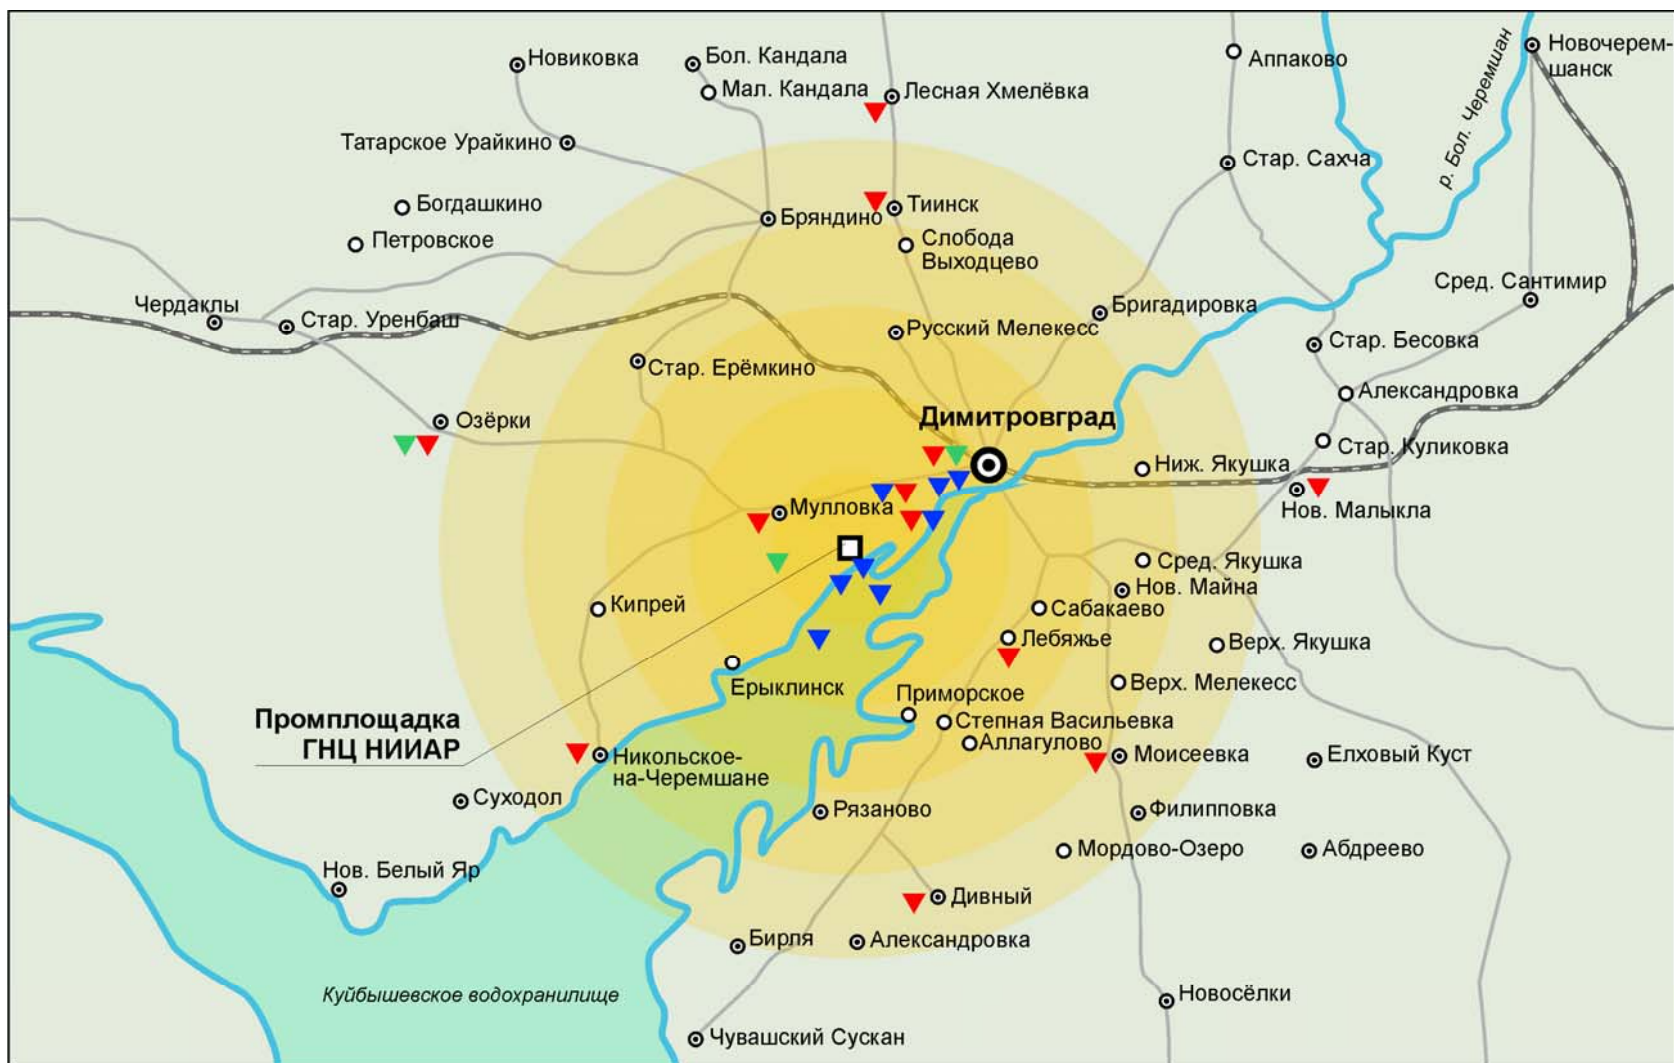 Новиковка
Бол. Кандала
Мал. Кандала
Лесная Хмелёвка
Аппаково
р. Бол. Черемшан
Новочерем-
шанск
Татарское Урайкино
Стар. Сахча
Богдашкино
Петровское
Бряндино
Тиинск
Слобода
Выходцево
Чердаклы
Стар. Уренбаш
Русский Мелекесс
Бригадировка
Сред. Сантимир
Стар. Ерёмкино
Стар. Бесовка
Александровка
Озёрки
Димитровград
Стар. Куликовка
Ниж. Якушка
Мулловка
Нов. Малыкла
Сред. Якушка
Нов. Майна
Кипрей
Сабакаево
Лебяжье
Верх. Якушка
Ерыклинск
Верх. Мелекесс
Приморское
Степная Васильевка
Аллагулово
Промплощадка
ГНЦ НИИАР
Никольское-
на-Черемшане
Моисеевка
Елховый Куст
Суходол
Рязаново
Филипповка
Мордово-Озеро
Абдреево
Нов. Белый Яр
Дивный
Бирля
Александровка
Куйбышевское водохранилище
Новосёлки
Чувашский Сускан